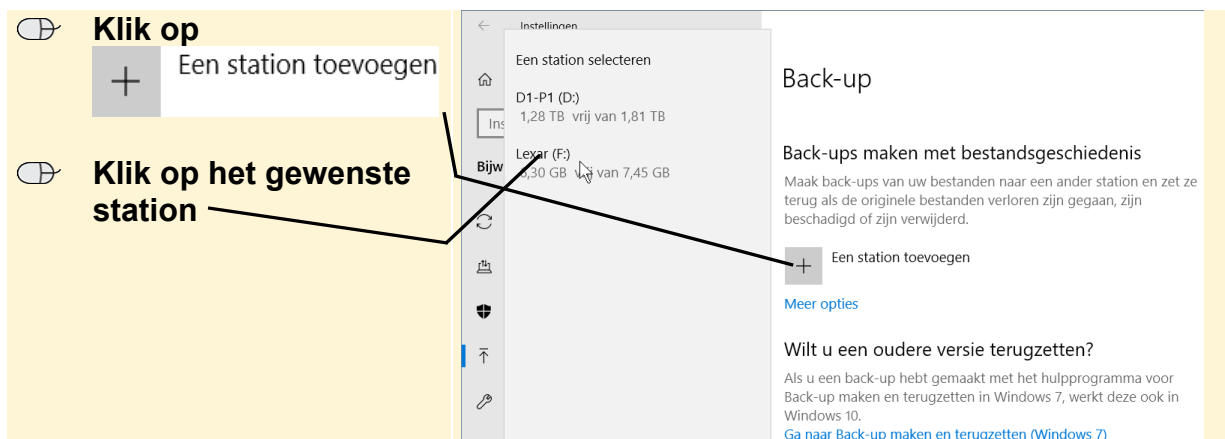 Klik op
Een station toevoegen
Klik op het gewenste
station
Instellingen
Een station selecteren
D1-P1 (D:)
1,28 TB vrij van 1,81 TB
Ins
Bijw
Lexar (F:)
6,30 GB vrij van 7,45 GB
Back-up
Back-ups maken met bestandsgeschiedenis
Maak back-ups van uw bestanden naar een ander station en zet ze
terug als de originele bestanden verloren zijn gegaan, zijn
beschadigd of zijn verwijderd.
Een station toevoegen
Meer opties
Wilt u een oudere versie terugzetten?
Als u een back-up hebt gemaakt met het hulpprogramma voor
Back-up maken en terugzetten in Windows 7, werkt deze ook in
Windows 10.
Ga naar Back-up maken en terugzetten (Windows 7)